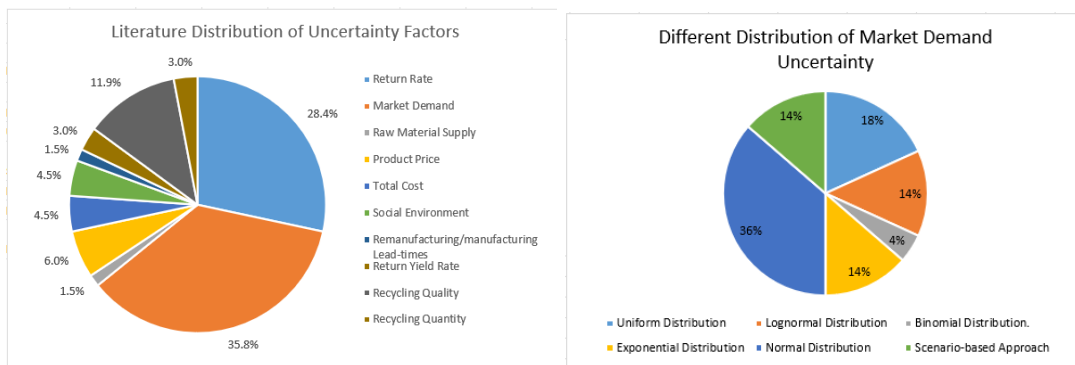 Literature Distribution of Uncertainty Factors
3.0%
11.9%
28.4%
3.0%
1.5%
4.5%
4.5%
6.0%
1.5%
35.8%
Return Rate
Market Demand
Raw Material Supply
Product Price
Total Cost
Social Environment
Remanufacturing/manufacturing
Lead-times
Return Yield Rate
Recycling Quality
Recycling Quantity
Different Distribution of Market Demand
Uncertainty
14%
18%
14%
36%
4%
14%
Uniform Distribution
Lognormal Distribution
Binomial Distribution.
Exponential Distribution
Normal Distribution
Scenario-based Approach